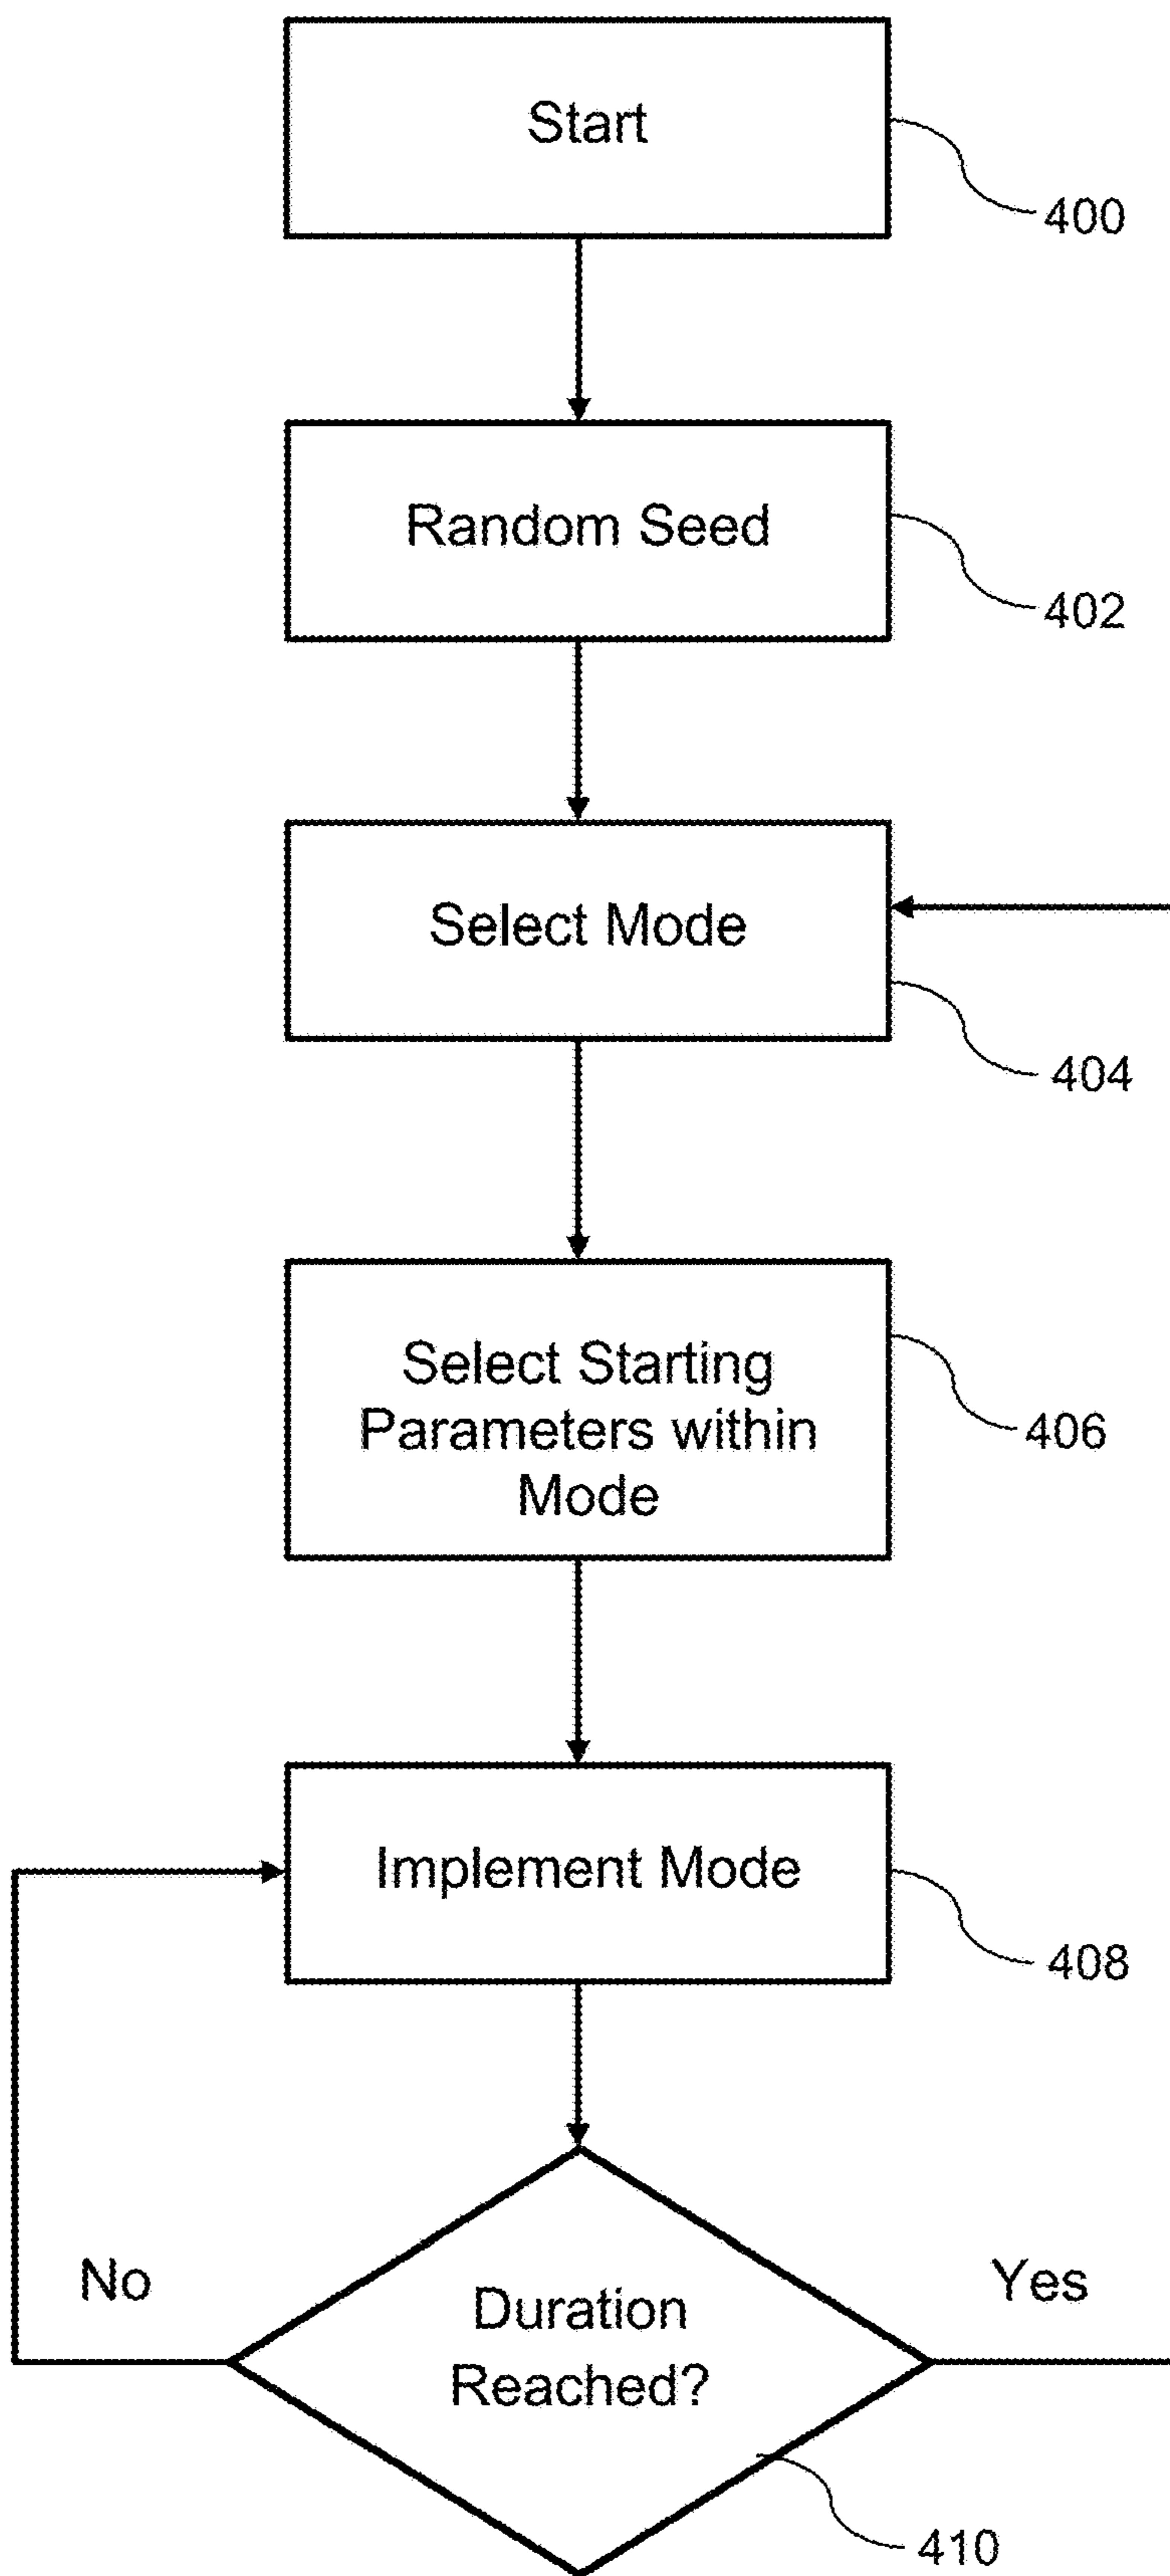 Start
400
Random Seed
402
Select Mode
404
Select Starting
Parameters within
Mode
406
Implement Mode
408
No
Duration
Reached?
Yes
410